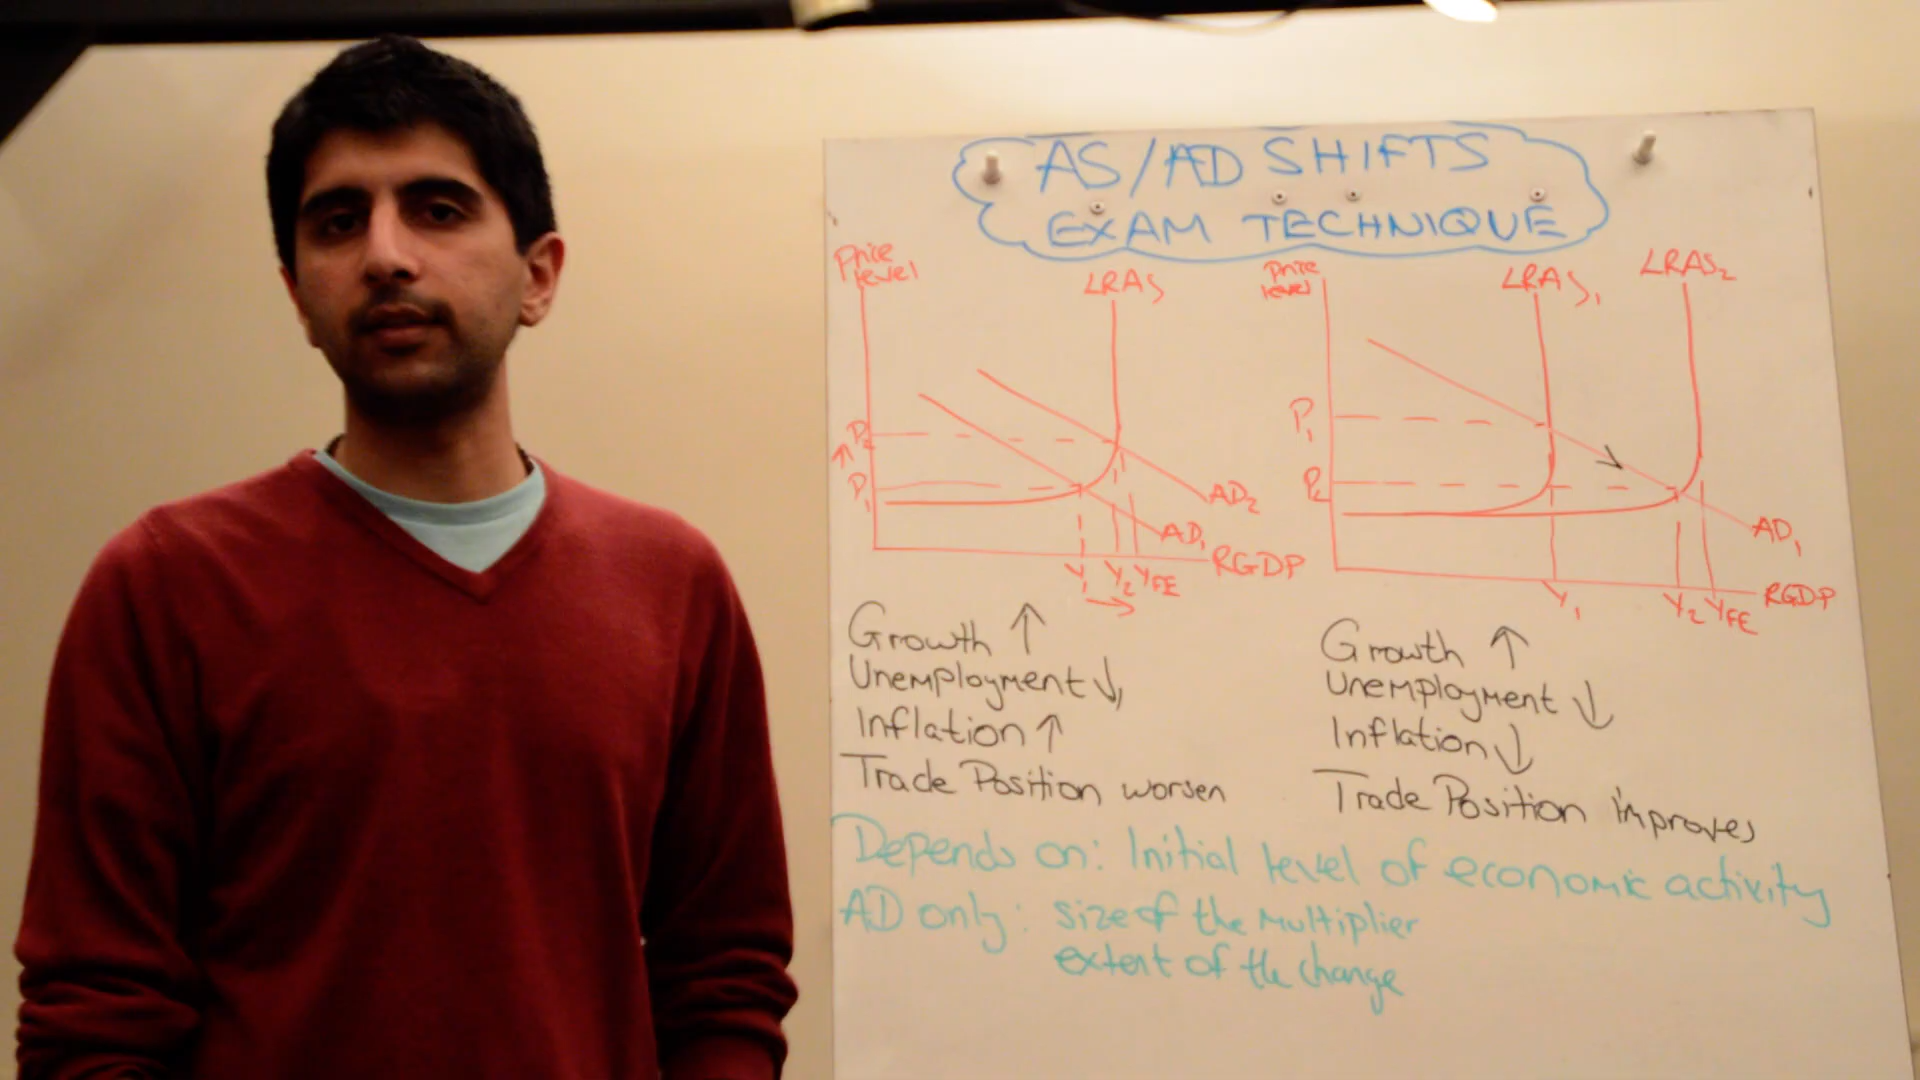 AS/AD SHIFTS
EXAM TECHNIQUE
Price
level
LRAS
P2
P1
AD2
AD1
RGDP
Y1 Y2 YFE
Growth ↑
Unemployment ↓
Inflation ↑
Trade Position worsen
Price
level
LRAS1
LRAS2
P1
P2
AD1
RGDP
Y1 Y2 YFE
Growth ↑
Unemployment ↓
Inflation ↓
Trade Position improves
Depends on: Initial level of economic activity
AD only: size of the multiplier
extent of the change